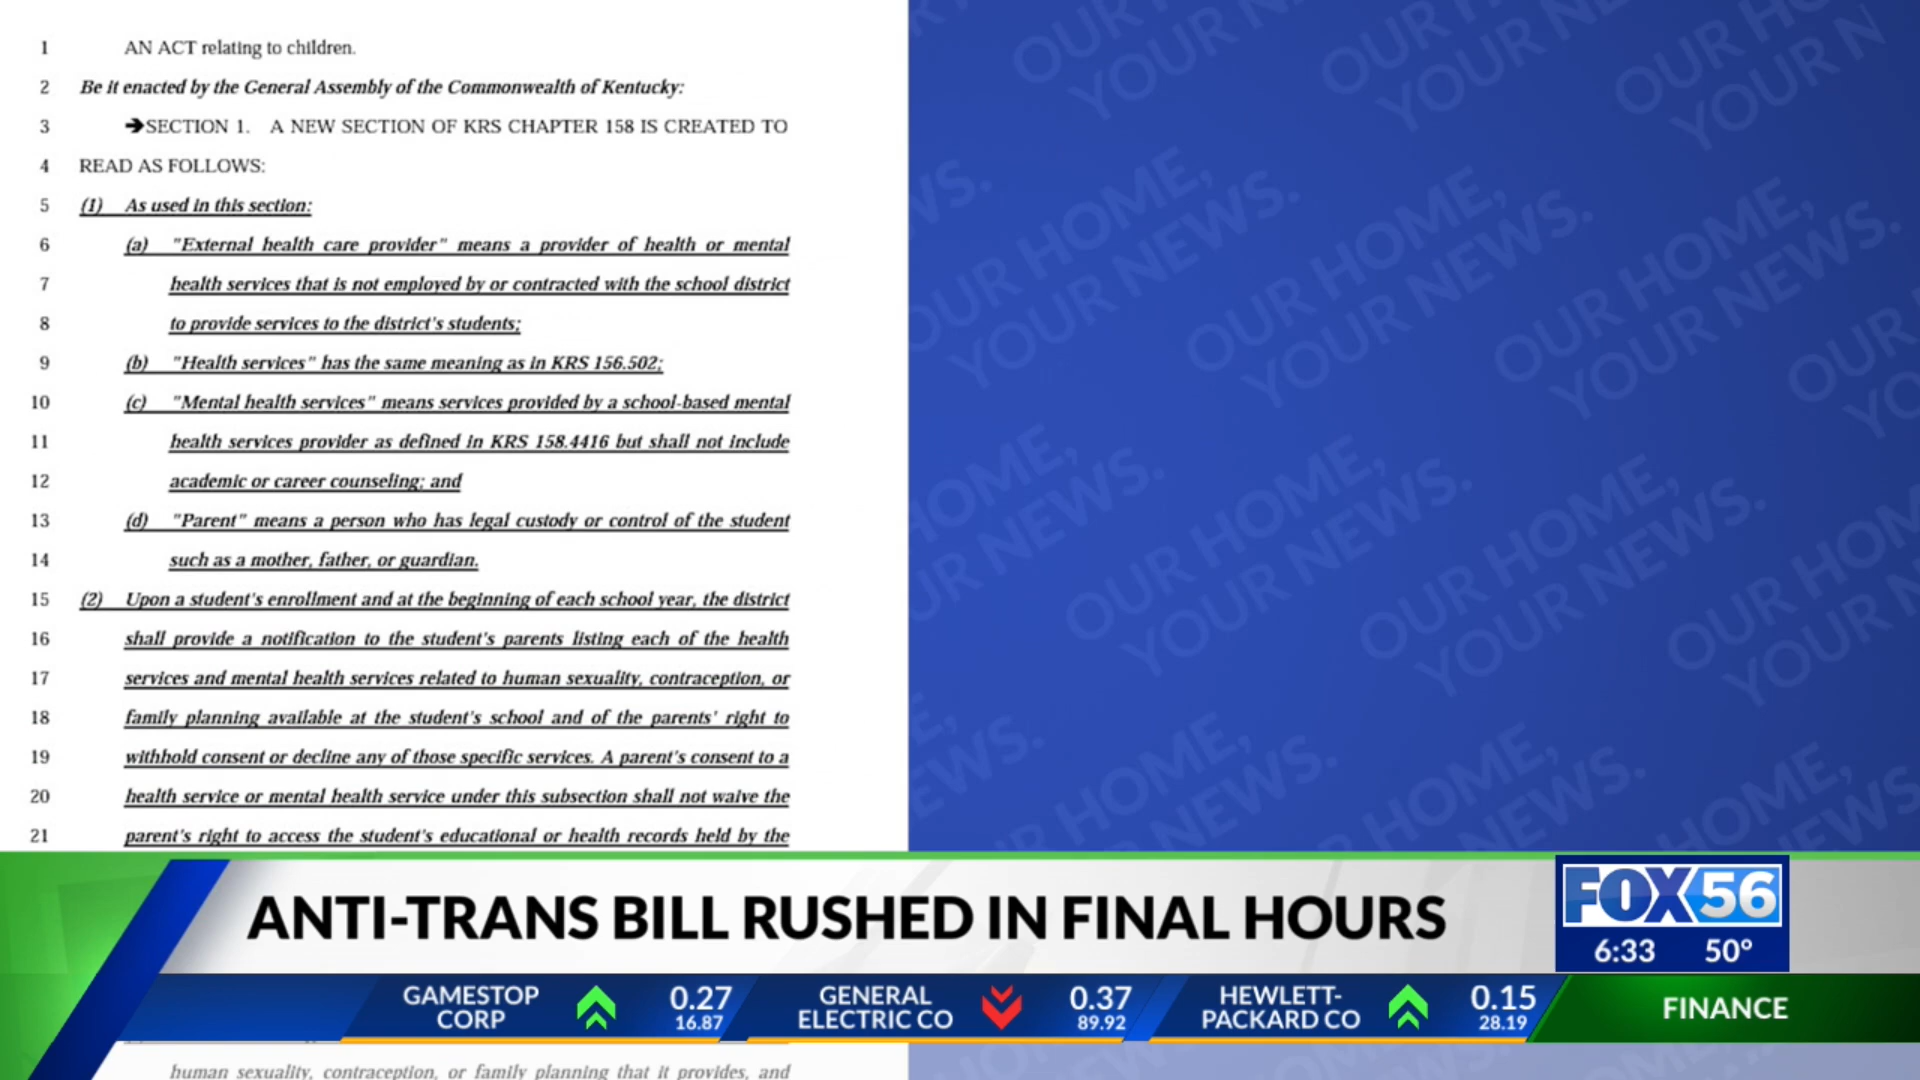 1 AN ACT relating to children.
2 Be it enacted by the General Assembly of the Commonwealth of Kentucky:
3 ➔SECTION 1. A NEW SECTION OF KRS CHAPTER 158 IS CREATED TO
4 READ AS FOLLOWS:
5 (1) As used in this section:
6 (a) "External health care provider" means a provider of health or mental
7 health services that is not employed by or contracted with the school district
8 to provide services to the district's students;
9 (b) "Health services" has the same meaning as in KRS 156.502;
10 (c) "Mental health services" means services provided by a school-based mental
11 health services provider as defined in KRS 158.4416 but shall not include
12 academic or career counseling; and
13 (d) "Parent" means a person who has legal custody or control of the student
14 such as a mother, father, or guardian.
15 (2) Upon a student's enrollment and at the beginning of each school year, the district
16 shall provide a notification to the student's parents listing each of the health
17 services and mental health services related to human sexuality, contraception, or
18 family planning available at the student's school and of the parents' right to
19 withhold consent or decline any of those specific services. A parent's consent to a
20 health service or mental health service under this subsection shall not waive the
21 parent's right to access the student's educational or health records held by the
OUR HOME,
YOUR NEWS.
ANTI-TRANS BILL RUSHED IN FINAL HOURS
FOX 56
6:33 50°
GAMESTOP CORP 0.27 16.87
GENERAL ELECTRIC CO 0.37 89.92
HEWLETT-PACKARD CO 0.15 28.19
FINANCE
human sexuality, contraception, or family planning that it provides, and